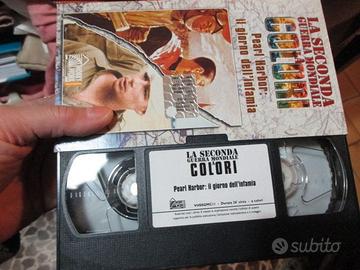 LA SECONDA
GUERRA MONDIALE
COLORI
Pearl Harbor:
il giorno dell'infamia
LA SECONDA
GUERRA MONDIALE
COLORI
Pearl Harbor: il giorno dell'infamia
subito